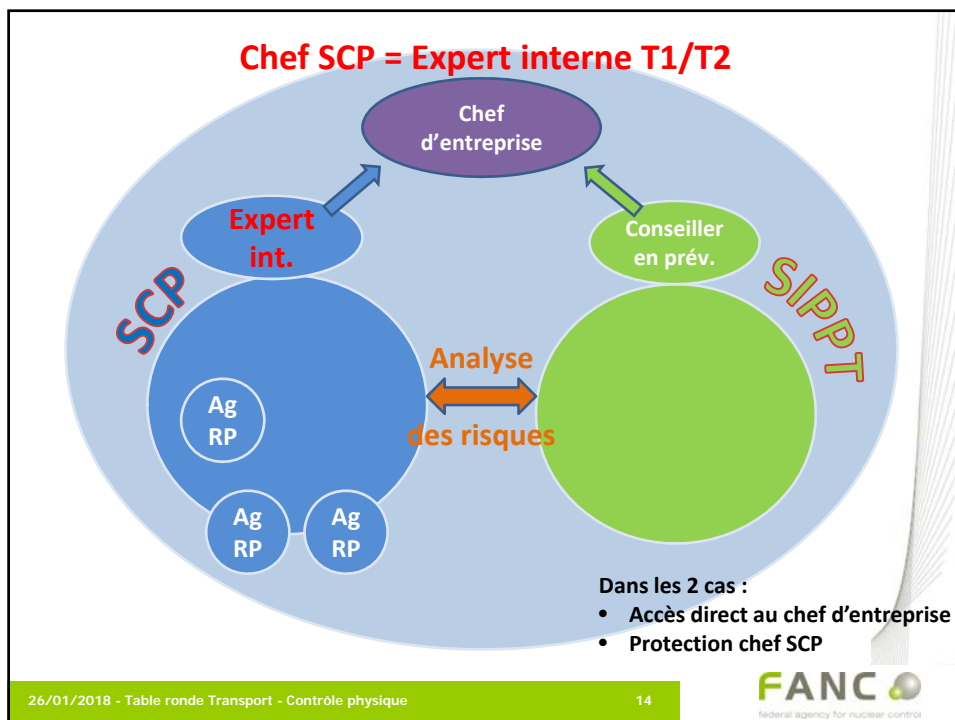 Chef SCP = Expert interne T1/T2
Chef
d'entreprise
Expert
int.
Conseiller
en prév.
SCP
SIPPT
Analyse
des risques
Ag
RP
Ag
RP
Ag
RP
Dans les 2 cas :
• Accès direct au chef d'entreprise
• Protection chef SCP
26/01/2018 - Table ronde Transport - Contrôle physique
14
FANC
federal agency for nuclear control